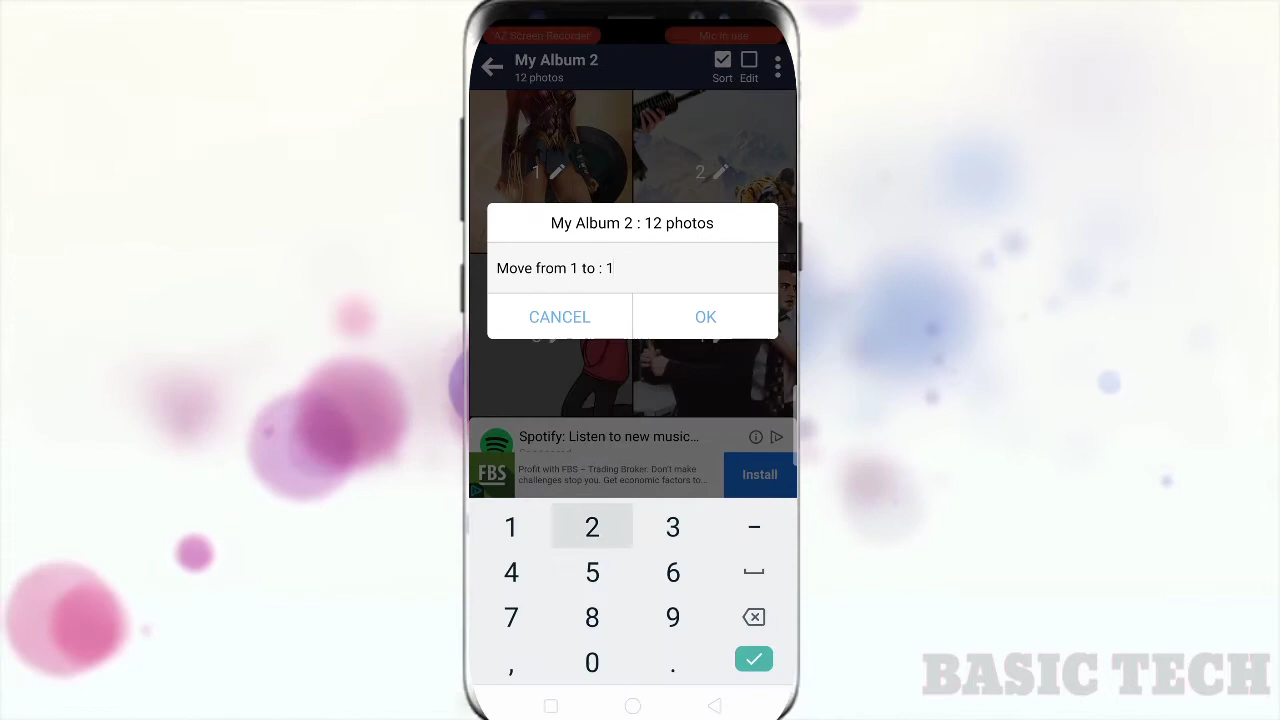 "AZ Screen Recorder"
Mic in use
My Album 2
12 photos
Sort
Edit
1
2
My Album 2 : 12 photos
Move from 1 to : 1
CANCEL
OK
Spotify: Listen to new music...
FBS
Profit with FBS – Trading Broker. Don't make
challenges stop you. Get economic factors to...
Install
1 2 3 –
4 5 6
7 8 9
, 0 .
BASIC TECH